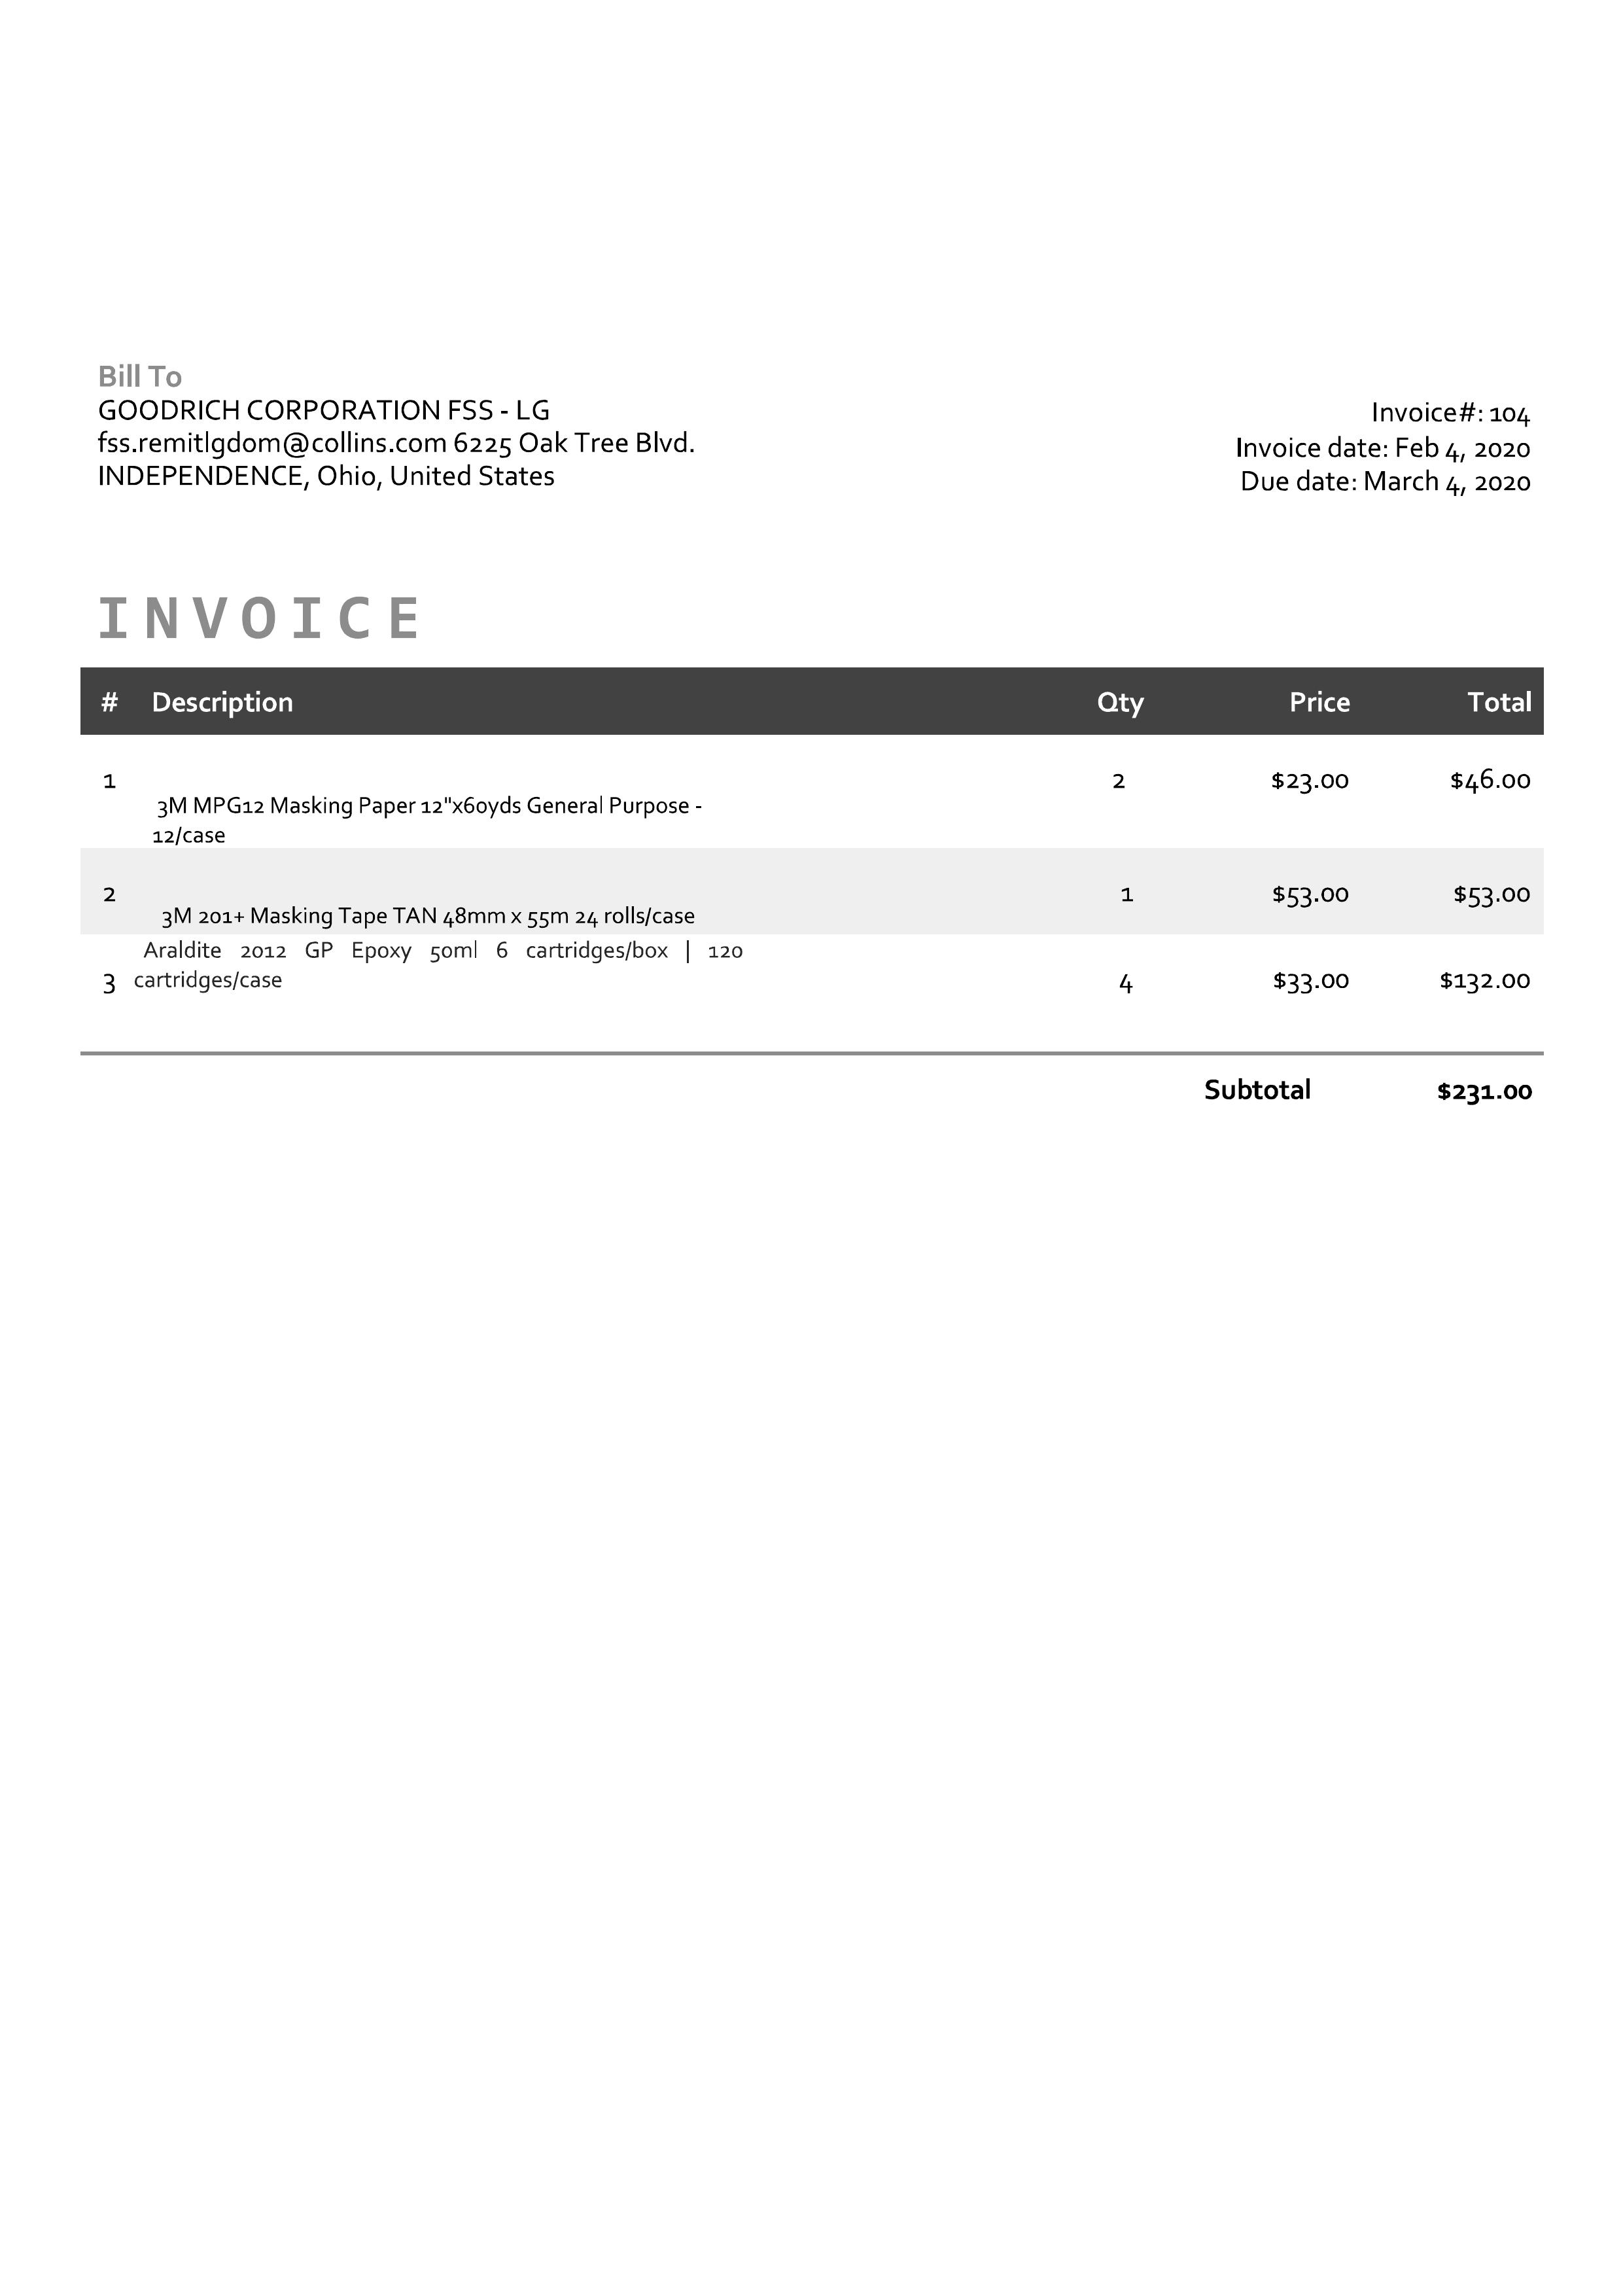 Bill To
GOODRICH CORPORATION FSS - LG
fss.remitlgdom@collins.com 6225 Oak Tree Blvd.
INDEPENDENCE, Ohio, United States
Invoice#: 104
Invoice date: Feb 4, 2020
Due date: March 4, 2020
INVOICE
# Description Qty Price Total
1 2 $23.00 $46.00
3M MPG12 Masking Paper 12"x60yds General Purpose -
12/case
2 1 $53.00 $53.00
3M 201+ Masking Tape TAN 48mm x 55m 24 rolls/case
Araldite 2012 GP Epoxy 50ml 6 cartridges/box | 120
3 cartridges/case 4 $33.00 $132.00
Subtotal $231.00